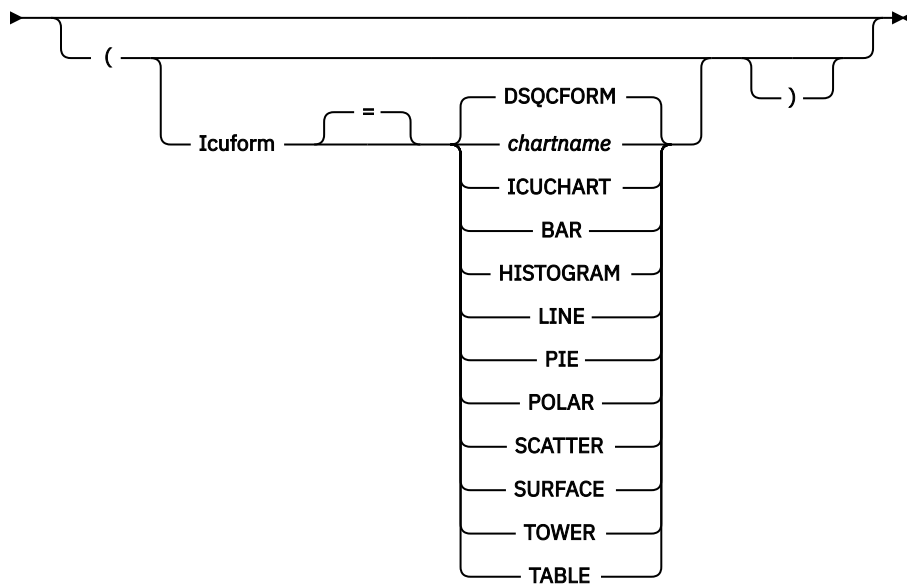 (
DSQCFORM
)
=
Icuform
chartname
ICUCHART
BAR
HISTOGRAM
LINE
PIE
POLAR
SCATTER
SURFACE
TOWER
TABLE